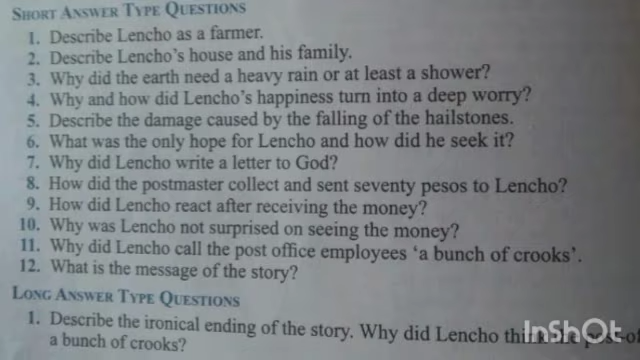 SHORT ANSWER TYPE QUESTIONS
1. Describe Lencho as a farmer.
2. Describe Lencho's house and his family.
3. Why did the earth need a heavy rain or at least a shower?
4. Why and how did Lencho's happiness turn into a deep worry?
5. Describe the damage caused by the falling of the hailstones.
6. What was the only hope for Lencho and how did he seek it?
7. Why did Lencho write a letter to God?
8. How did the postmaster collect and sent seventy pesos to Lencho?
9. How did Lencho react after receiving the money?
10. Why was Lencho not surprised on seeing the money?
11. Why did Lencho call the post office employees 'a bunch of crooks'.
12. What is the message of the story?
LONG ANSWER TYPE QUESTIONS
1. Describe the ironical ending of the story. Why did Lencho
a bunch of crooks?
InShOt